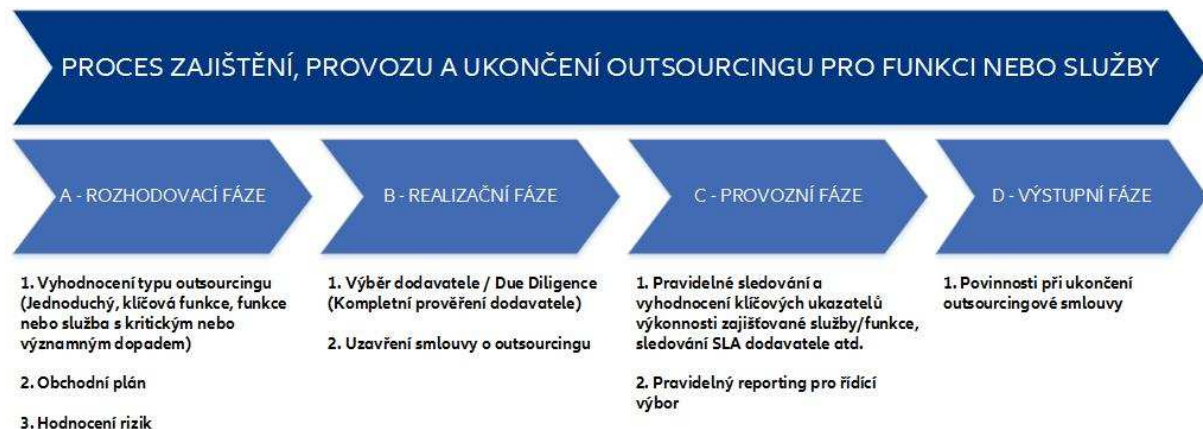 PROCES ZAJIŠTĚNÍ, PROVOZU A UKONČENÍ OUTSOURCINGU PRO FUNKCI NEBO SLUŽBY
A - ROZHODOVACÍ FÁZE
1. Vyhodnocení typu outsourcingu
(Jednoduchý, klíčová funkce, funkce
nebo služba s kritickým nebo
významným dopadem)
2. Obchodní plán
3. Hodnocení rizik
B - REALIZAČNÍ FÁZE
1. Výběr dodavatele / Due Diligence
(Kompletní prověření dodavatele)
2. Uzavření smlouvy o outsourcingu
C - PROVOZNÍ FÁZE
1. Pravidelné sledování a
vyhodnocení klíčových ukazatelů
výkonnosti zajišťované služby/funkce,
sledování SLA dodavatele atd.
2. Pravidelný reporting pro řídící
výbor
D - VÝSTUPNÍ FÁZE
1. Povinnosti při ukončení
outsourcingové smlouvy